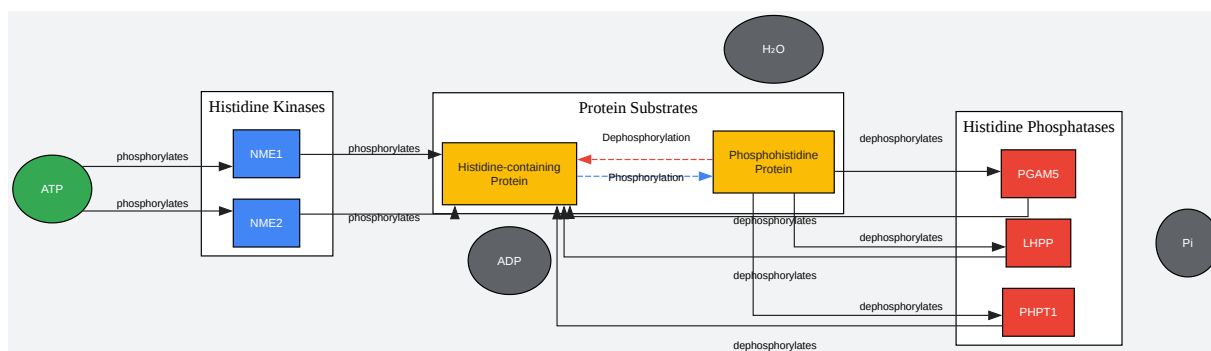 H₂O
Histidine Kinases
Protein Substrates
Histidine Phosphatases
ATP
phosphorylates
phosphorylates
NME1
NME2
phosphorylates
phosphorylates
Histidine-containing
Protein
Dephosphorylation
Phosphorylation
Phosphohistidine
Protein
ADP
dephosphorylates
dephosphorylates
dephosphorylates
dephosphorylates
dephosphorylates
dephosphorylates
PGAM5
LHPP
PHPT1
Pi